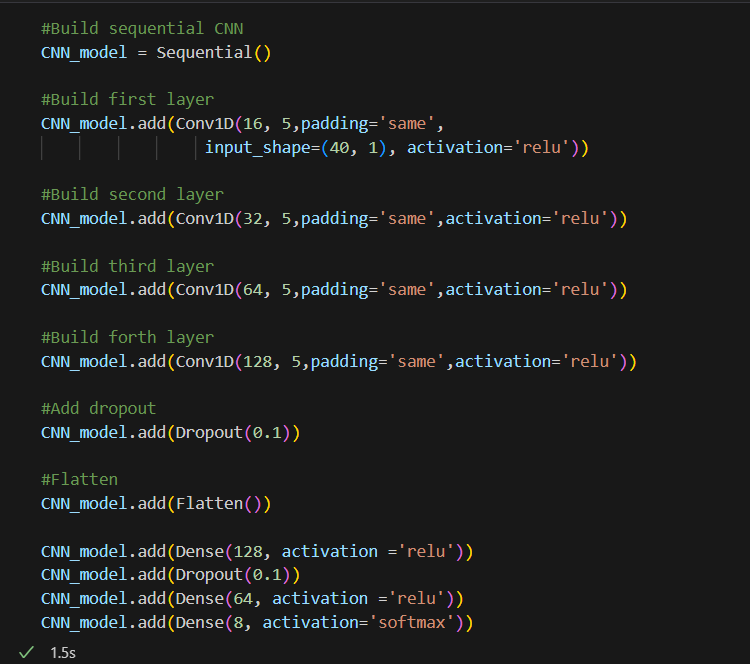 #Build sequential CNN
CNN_model = Sequential()
#Build first layer
CNN_model.add(Conv1D(16, 5,padding='same',
input_shape=(40, 1), activation='relu'))
#Build second layer
CNN_model.add(Conv1D(32, 5,padding='same',activation='relu'))
#Build third layer
CNN_model.add(Conv1D(64, 5,padding='same',activation='relu'))
#Build forth layer
CNN_model.add(Conv1D(128, 5,padding='same',activation='relu'))
#Add dropout
CNN_model.add(Dropout(0.1))
#Flatten
CNN_model.add(Flatten())
CNN_model.add(Dense(128, activation ='relu'))
CNN_model.add(Dropout(0.1))
CNN_model.add(Dense(64, activation ='relu'))
CNN_model.add(Dense(8, activation='softmax'))
1.5s